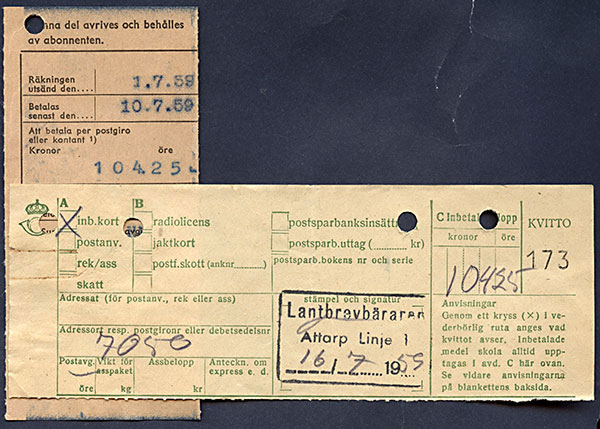 nna del avrives och behålles
av abonnenten.
Räkningen
utsänd den.... 1.7.59
Betalas
senast den.... 10.7.59
Att betala per postgiro
eller kontant 1)
Kronor öre
10425
A B
inb.kort radiolicens postsparbanksinsätt
postanv. jaktkort postsparb.uttag (............ kr)
rek/ass postf.skott (anknr...........) postsparb.bokens nr och serie
skatt
C Inbetal lopp KVITTO
kronor öre
10425 173
Adressat (för postanv., rek eller ass) stämpel och signatur
Adressort resp. postgironr eller debetsedelsnr
7050
Lantbrevbäraren
Attarp Linje 1
16/7 1959
Postavg. Vikt för asspaket Assbelopp Anteckn. om express e. d.
öre kg kr
Anvisningar
Genom ett kryss (×) i ve-
derbörlig ruta anges vad
kvittot avser. Inbetalade
medel skola alltid upp-
tagas i avd. C här ovan.
Se vidare anvisningarna
på blankettens baksida.